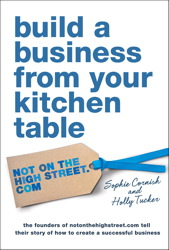 build a
business
from your
kitchen
table
NOT ON THE
HIGH STREET.
COM
Sophie Cornish
and
Holly Tucker
the founders of notonthehighstreet.com tell
their story of how to create a successful business